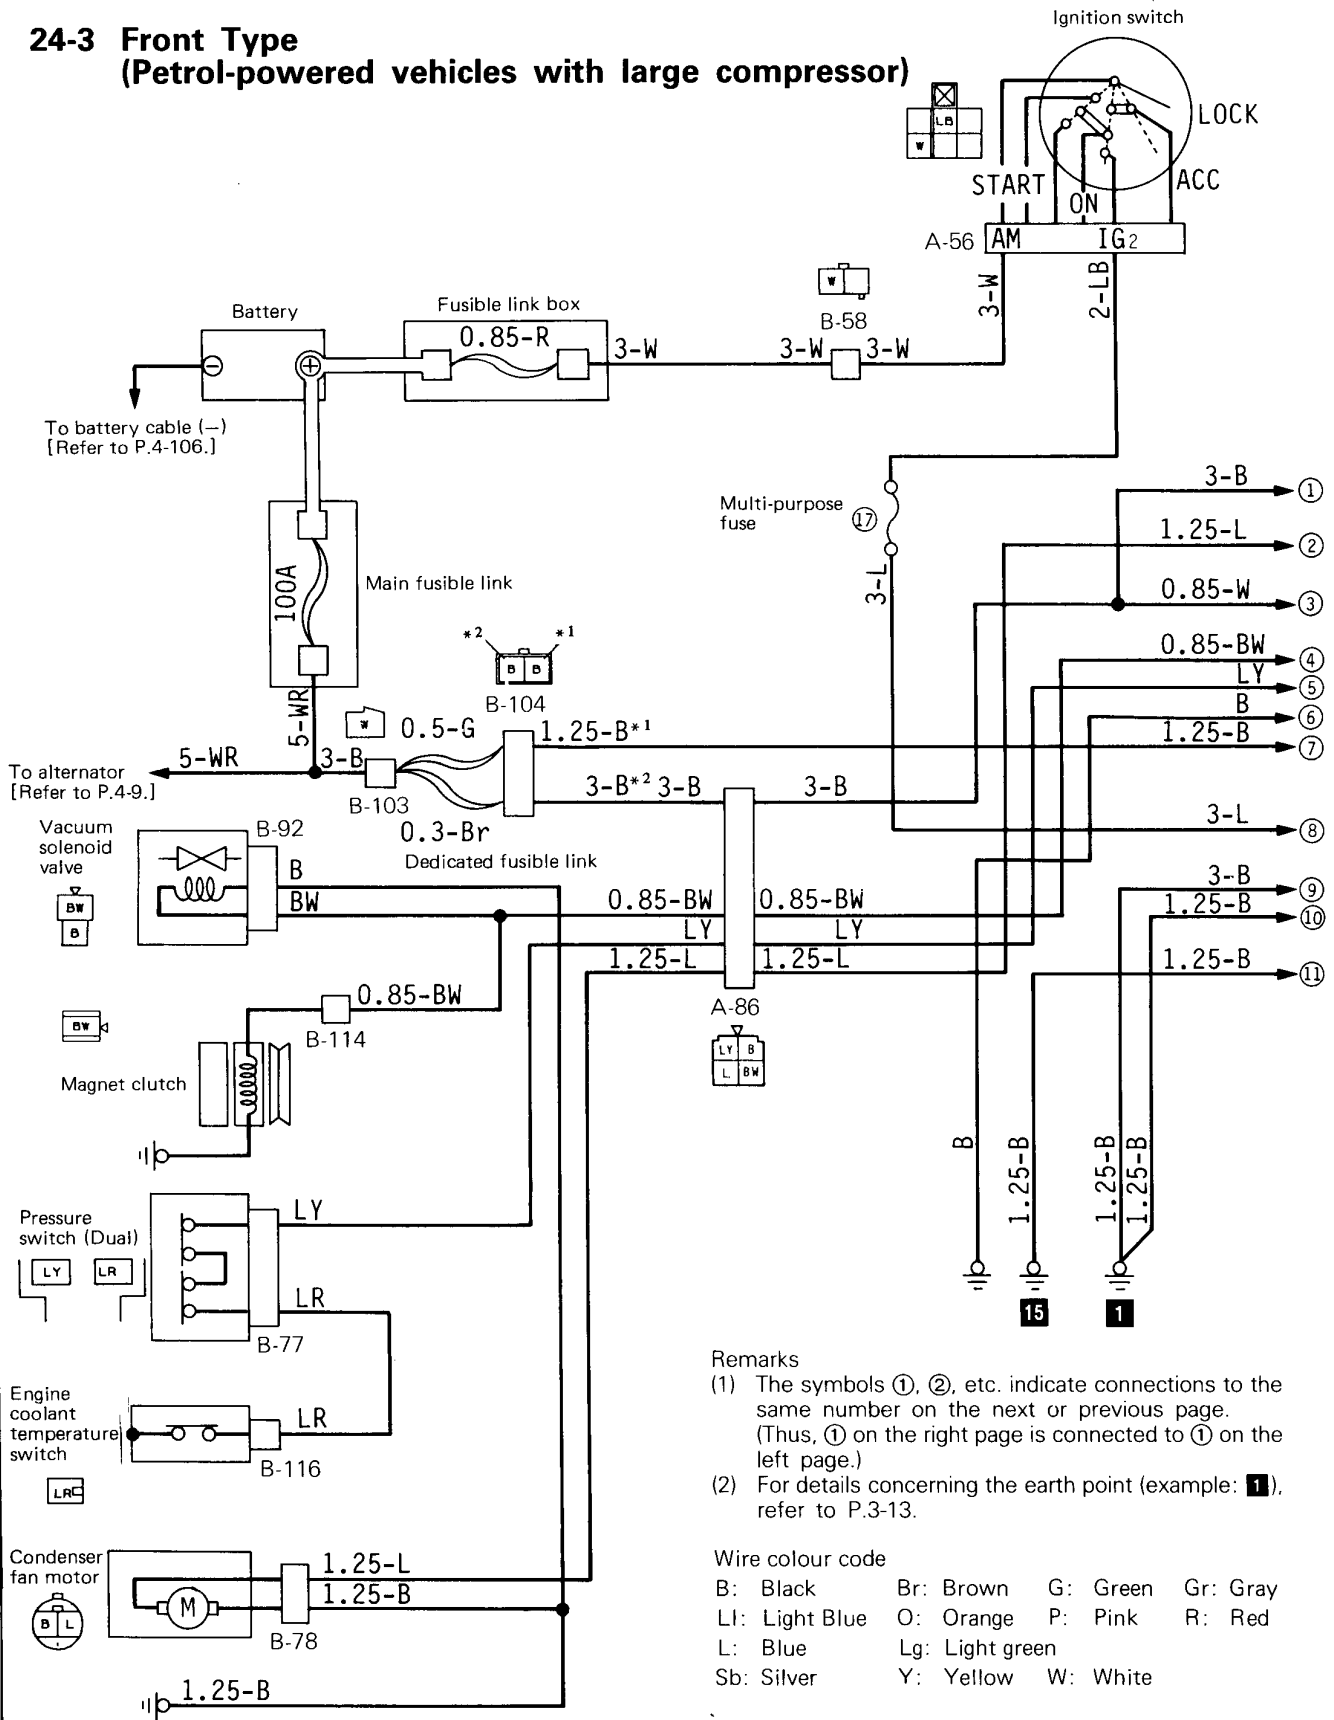 Ignition switch
24-3 Front Type
(Petrol-powered vehicles with large compressor)
LB
W
LOCK
START
ACC
ON
A-56
AM
IG2
3-W
2-LB
W
B-58
Battery
Fusible link box
0.85-R
3-W
3-W
3-W
−
+
To battery cable (−)
[Refer to P.4-106.]
Multi-purpose
fuse
⑰
3-L
100A
Main fusible link
3-B
①
1.25-L
②
0.85-W
③
0.85-BW
④
LY
⑤
B
⑥
1.25-B
⑦
*2
*1
B
B
B-104
5-WR
W
0.5-G
1.25-B*1
To alternator
[Refer to P.4-9.]
5-WR
3-B
B-103
3-B*2
3-B
3-B
0.3-Br
Dedicated fusible link
3-L
⑧
Vacuum
solenoid
valve
B-92
BW
B
B
BW
0.85-BW
0.85-BW
LY
LY
1.25-L
1.25-L
3-B
⑨
1.25-B
⑩
1.25-B
⑪
0.85-BW
A-86
BW
B-114
LY
B
L
BW
Magnet clutch
B
1.25-B
1.25-B
1.25-B
Pressure
switch (Dual)
LY
LR
LY
LR
B-77
15
1
Engine
coolant
temperature
switch
LR
LR
B-116
Condenser
fan motor
B
L
M
1.25-L
1.25-B
B-78
1.25-B
Remarks
(1) The symbols ①, ②, etc. indicate connections to the
same number on the next or previous page.
(Thus, ① on the right page is connected to ① on the
left page.)
(2) For details concerning the earth point (example: 1),
refer to P.3-13.
Wire colour code
B: Black Br: Brown G: Green Gr: Gray
Ll: Light Blue O: Orange P: Pink R: Red
L: Blue Lg: Light green
Sb: Silver Y: Yellow W: White